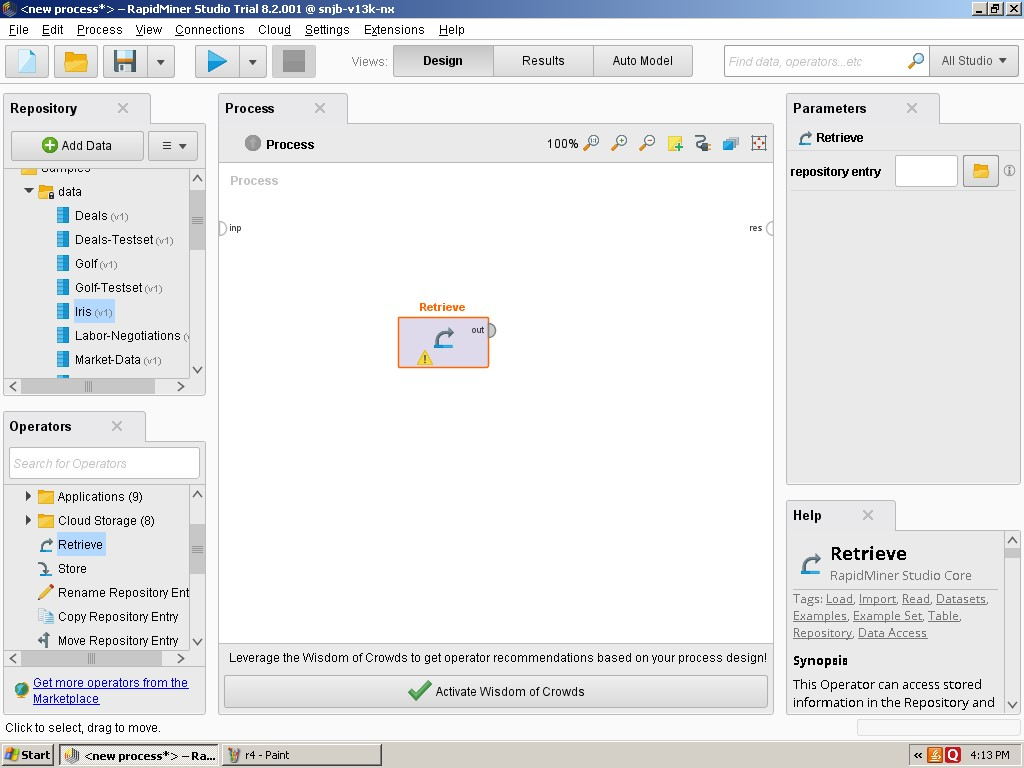 <new process*> – RapidMiner Studio Trial 8.2.001 @ snjb-v13k-nx
File Edit Process View Connections Cloud Settings Extensions Help
Views: Design Results Auto Model
Find data, operators...etc
All Studio
Repository
Add Data
Samples
data
Deals (v1)
Deals-Testset (v1)
Golf (v1)
Golf-Testset (v1)
Iris (v1)
Labor-Negotiations (
Market-Data (v1)
Operators
Search for Operators
Applications (9)
Cloud Storage (8)
Retrieve
Store
Rename Repository Ent
Copy Repository Entry
Move Repository Entry
Get more operators from the
Marketplace
Process
Process
100%
Process
inp
res
Retrieve
out
Leverage the Wisdom of Crowds to get operator recommendations based on your process design!
Activate Wisdom of Crowds
Parameters
Retrieve
repository entry
Help
Retrieve
RapidMiner Studio Core
Tags: Load, Import, Read, Datasets,
Examples, Example Set, Table,
Repository, Data Access
Synopsis
This Operator can access stored
information in the Repository and
Click to select, drag to move.
Start
<new process*> – Ra...
r4 - Paint
«
4:13 PM